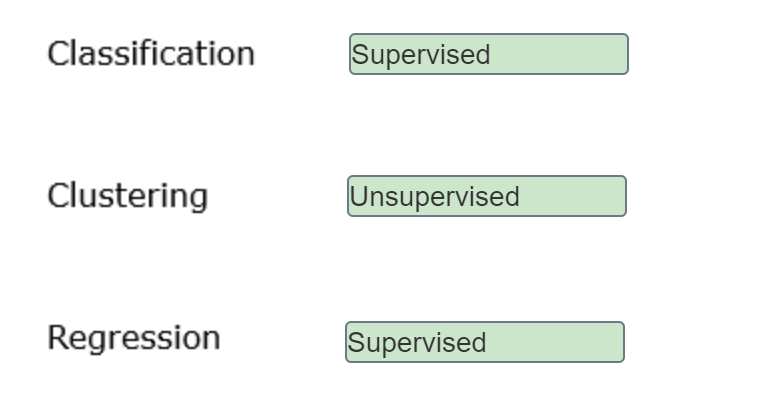 Classification Supervised
Clustering Unsupervised
Regression Supervised